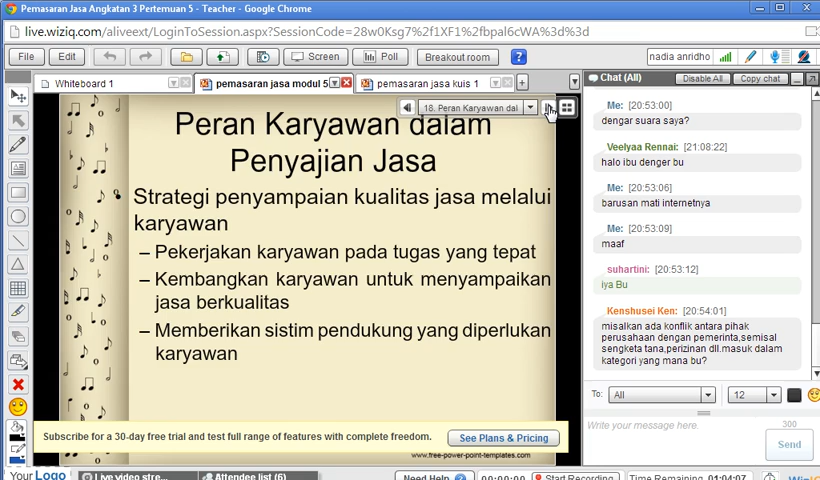 Pemasaran Jasa Angkatan 3 Pertemuan 5 - Teacher - Google Chrome
live.wiziq.com/aliveext/LoginToSession.aspx?SessionCode=28w0Ksg7%2f1XF1%2fbpal6cWA%3d%3d
File Edit Screen Poll Breakout room ? nadia anridho
Whiteboard 1 pemasaran jasa modul 5 pemasaran jasa kuis 1
18. Peran Karyawan dal
Peran Karyawan dalam
Penyajian Jasa
Strategi penyampaian kualitas jasa melalui
karyawan
– Pekerjakan karyawan pada tugas yang tepat
– Kembangkan karyawan untuk menyampaikan
jasa berkualitas
– Memberikan sistim pendukung yang diperlukan
karyawan
Subscribe for a 30-day free trial and test full range of features with complete freedom. See Plans & Pricing
www.free-power-point-templates.com
Chat (All) Disable All Copy chat
Me: [20:53:00]
dengar suara saya?
Veelyaa Rennai: [21:08:22]
halo ibu denger bu
Me: [20:53:06]
barusan mati internetnya
Me: [20:53:09]
maaf
suhartini: [20:53:12]
iya Bu
Kenshusei Ken: [20:54:01]
misalkan ada konflik antara pihak
perusahaan dengan pemerinta,semisal
sengketa tana,perizinan dll.masuk dalam
kategori yang mana bu?
To: All 12
Write your message here. 300
Send
Your Logo Live video stre... Attendee list (6) Need Help ? 00:00:00 Start Recording Time Remaining 01:04:07